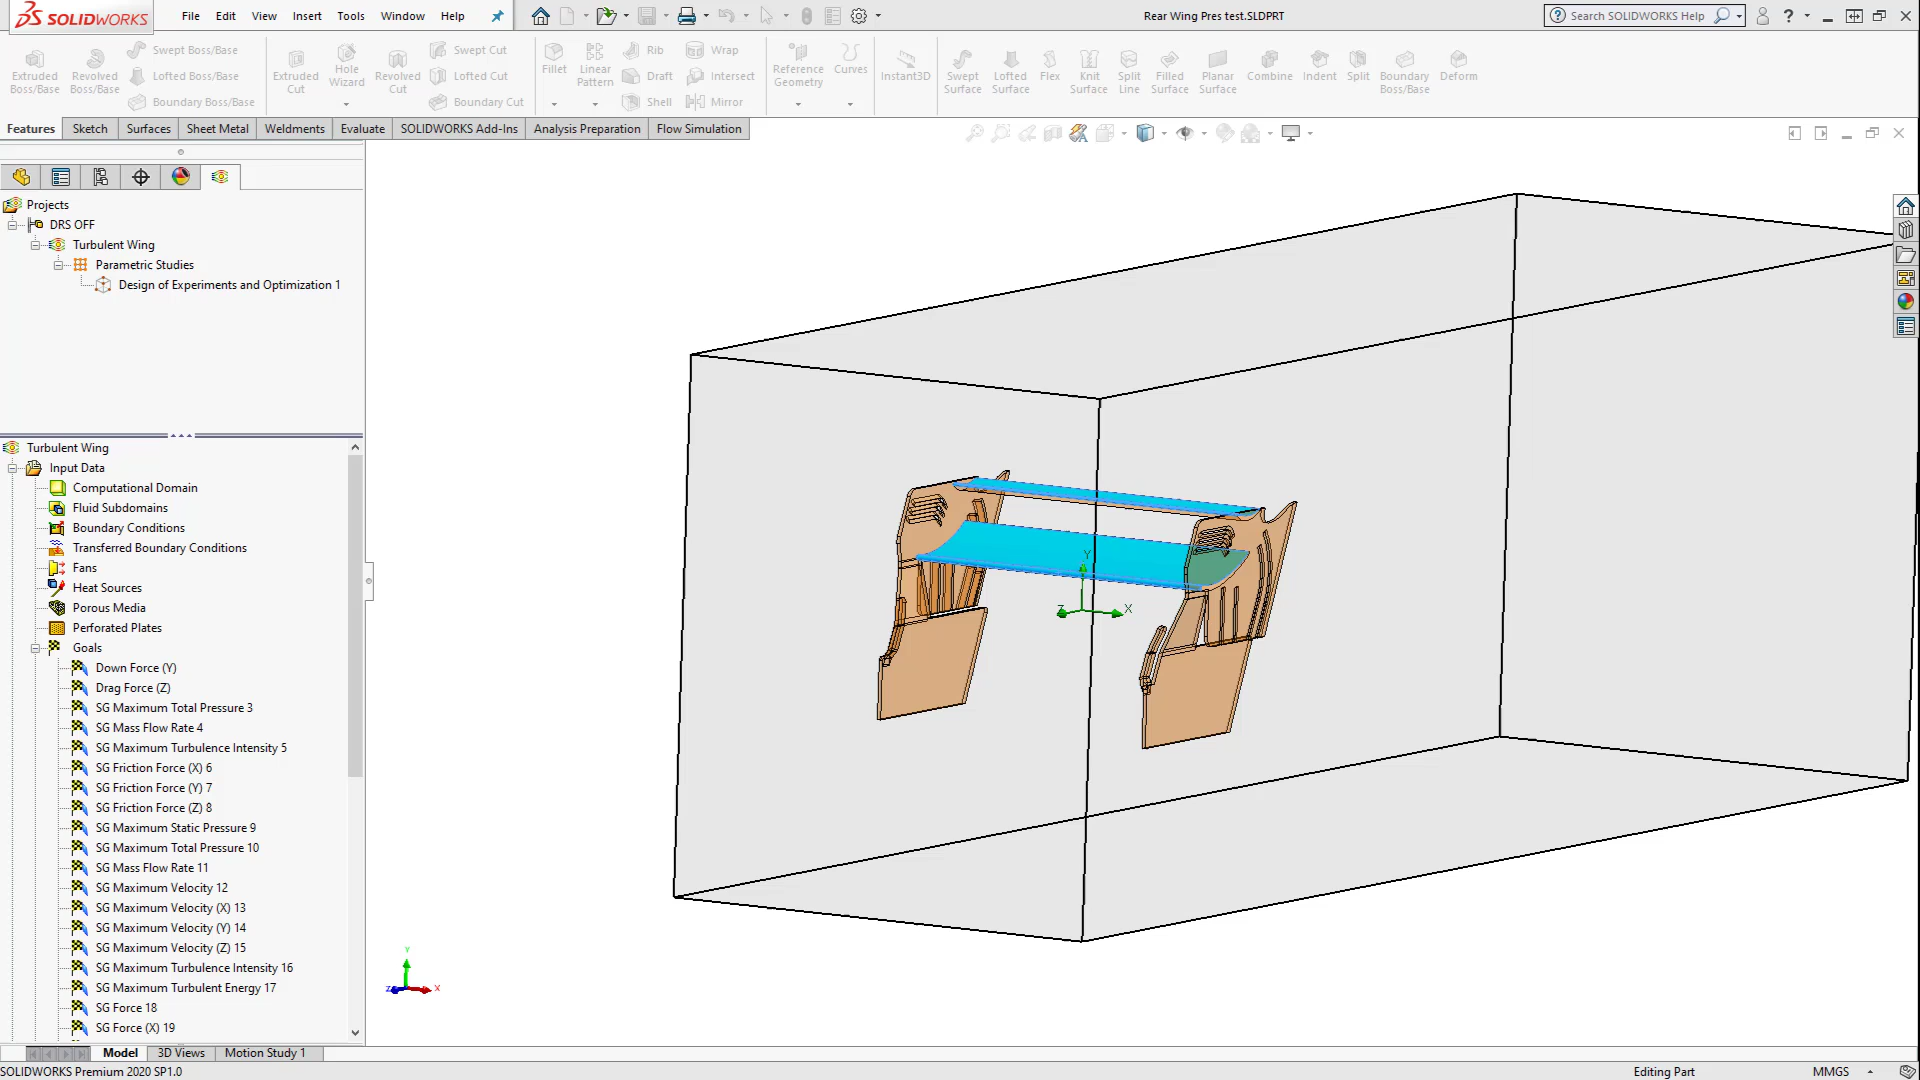 SOLIDWORKS
File Edit View Insert Tools Window Help
Rear Wing Pres test.SLDPRT
Search SOLIDWORKS Help
Extruded Boss/Base
Revolved Boss/Base
Swept Boss/Base
Lofted Boss/Base
Boundary Boss/Base
Extruded Cut
Hole Wizard
Revolved Cut
Swept Cut
Lofted Cut
Boundary Cut
Fillet
Linear Pattern
Rib
Draft
Shell
Wrap
Intersect
Mirror
Reference Geometry
Curves
Instant3D
Swept Surface
Lofted Surface
Flex
Knit Surface
Split Line
Filled Surface
Planar Surface
Combine
Indent
Split
Boundary Boss/Base
Deform
Features Sketch Surfaces Sheet Metal Weldments Evaluate SOLIDWORKS Add-Ins Analysis Preparation Flow Simulation
Projects
DRS OFF
Turbulent Wing
Parametric Studies
Design of Experiments and Optimization 1
Turbulent Wing
Input Data
Computational Domain
Fluid Subdomains
Boundary Conditions
Transferred Boundary Conditions
Fans
Heat Sources
Porous Media
Perforated Plates
Goals
Down Force (Y)
Drag Force (Z)
SG Maximum Total Pressure 3
SG Mass Flow Rate 4
SG Maximum Turbulence Intensity 5
SG Friction Force (X) 6
SG Friction Force (Y) 7
SG Friction Force (Z) 8
SG Maximum Static Pressure 9
SG Maximum Total Pressure 10
SG Mass Flow Rate 11
SG Maximum Velocity 12
SG Maximum Velocity (X) 13
SG Maximum Velocity (Y) 14
SG Maximum Velocity (Z) 15
SG Maximum Turbulence Intensity 16
SG Maximum Turbulent Energy 17
SG Force 18
SG Force (X) 19
Y
Z
X
Y
Z
X
Model 3D Views Motion Study 1
SOLIDWORKS Premium 2020 SP1.0
Editing Part
MMGS